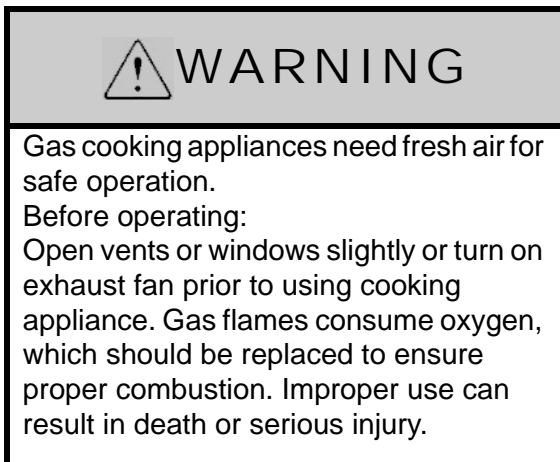 WARNING
Gas cooking appliances need fresh air for
safe operation.
Before operating:
Open vents or windows slightly or turn on
exhaust fan prior to using cooking
appliance. Gas flames consume oxygen,
which should be replaced to ensure
proper combustion. Improper use can
result in death or serious injury.